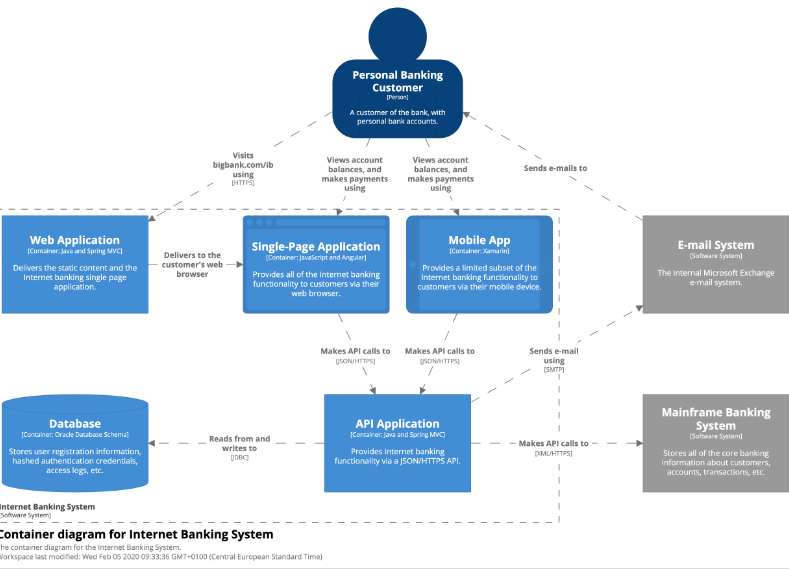 Personal Banking
Customer
[Person]
A customer of the bank, with
personal bank accounts.
Visits
bigbank.com/ib
using
[HTTPS]
Views account
balances, and
makes payments
using
Views account
balances, and
makes payments
using
Sends e-mails to
Web Application
[Container: Java and Spring MVC]
Delivers the static content and the
Internet banking single page
application.
Delivers to the
customer's web
browser
Single-Page Application
[Container: JavaScript and Angular]
Provides all of the Internet banking
functionality to customers via their
web browser.
Mobile App
[Container: Xamarin]
Provides a limited subset of the
Internet banking functionality to
customers via their mobile device.
E-mail System
[Software System]
The internal Microsoft Exchange
e-mail system.
Makes API calls to
[JSON/HTTPS]
Makes API calls to
[JSON/HTTPS]
Sends e-mail
using
[SMTP]
Database
[Container: Oracle Database Schema]
Stores user registration information,
hashed authentication credentials,
access logs, etc.
Reads from and
writes to
[JDBC]
API Application
[Container: Java and Spring MVC]
Provides Internet banking
functionality via a JSON/HTTPS API.
Makes API calls to
[XML/HTTPS]
Mainframe Banking
System
[Software System]
Stores all of the core banking
information about customers,
accounts, transactions, etc.
Internet Banking System
[Software System]
Container diagram for Internet Banking System
The container diagram for the Internet Banking System.
Workspace last modified: Wed Feb 05 2020 09:33:36 GMT+0100 (Central European Standard Time)